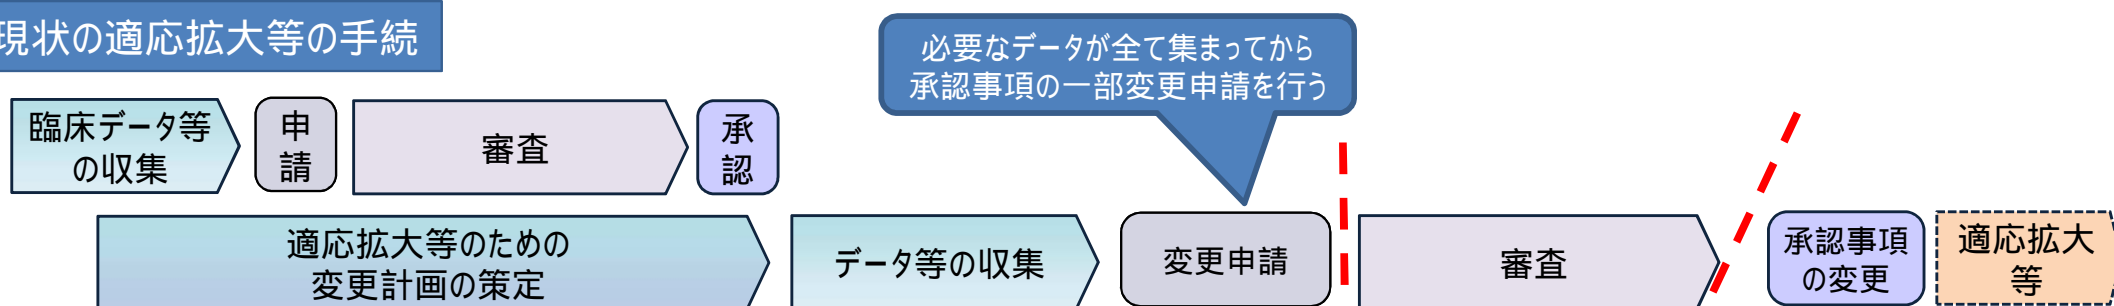 現状の適応拡大等の手続
必要なデータが全て集まってから
承認事項の一部変更申請を行う
臨床データ等
の収集
申
請
審査
承
認
適応拡大等のための
変更計画の策定
データ等の収集
変更申請
審査
承認事項
の変更
適応拡大
等